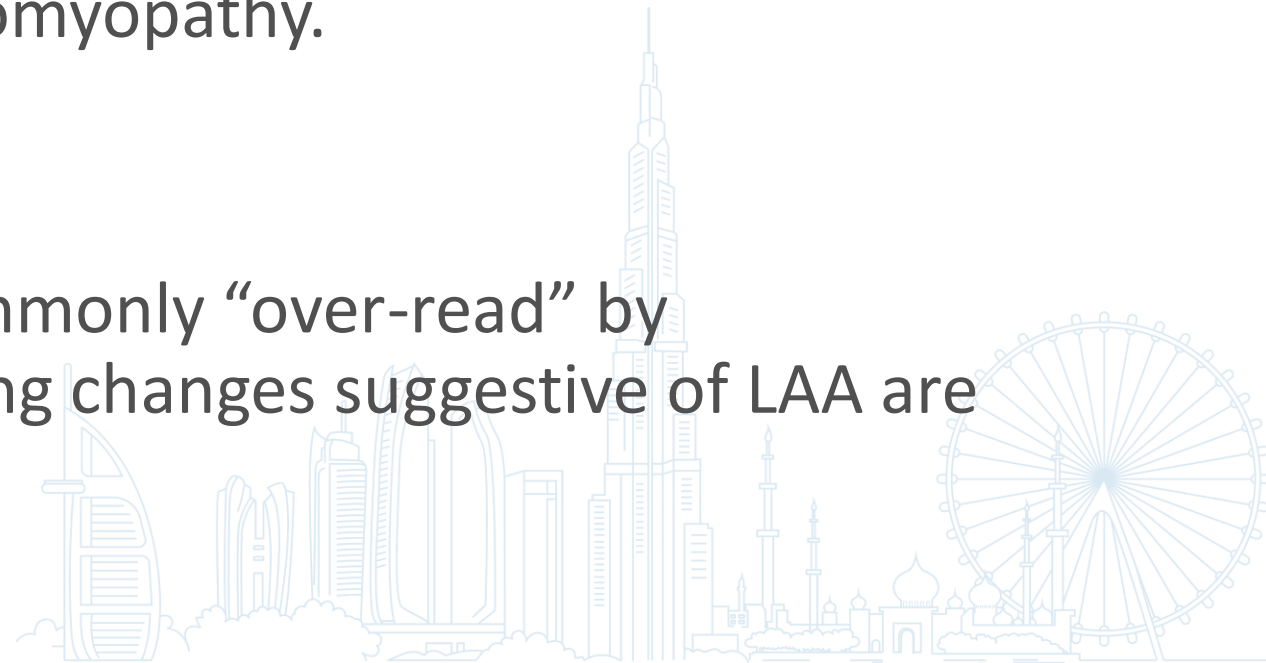 omyopathy.
nmonly “over-read” by
ng changes suggestive of LAA are